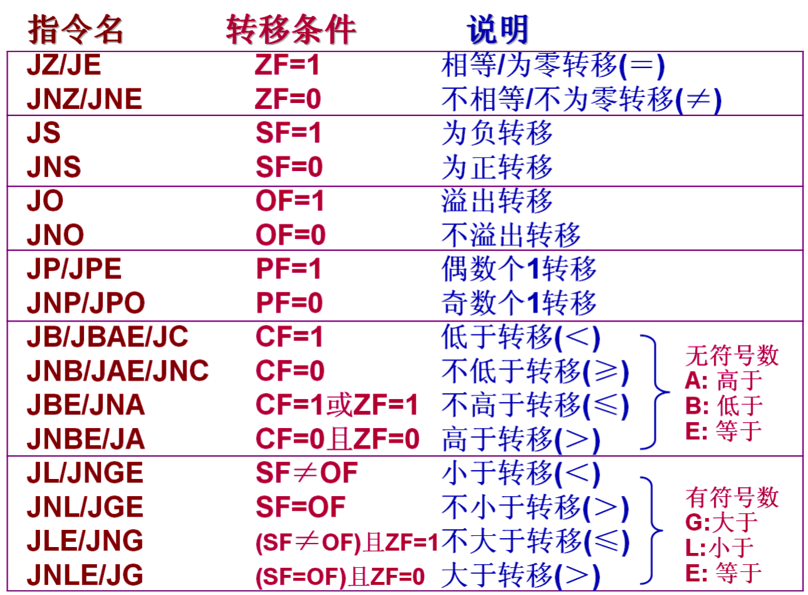 指令名 转移条件 说明
JZ/JE ZF=1 相等/为零转移(＝)
JNZ/JNE ZF=0 不相等/不为零转移(≠)
JS SF=1 为负转移
JNS SF=0 为正转移
JO OF=1 溢出转移
JNO OF=0 不溢出转移
JP/JPE PF=1 偶数个1转移
JNP/JPO PF=0 奇数个1转移
JB/JBAE/JC CF=1 低于转移(＜)
JNB/JAE/JNC CF=0 不低于转移(≥)
JBE/JNA CF=1或ZF=1 不高于转移(≤)
JNBE/JA CF=0且ZF=0 高于转移(＞)
无符号数
A: 高于
B: 低于
E: 等于
JL/JNGE SF≠OF 小于转移(＜)
JNL/JGE SF=OF 不小于转移(＞)
JLE/JNG (SF≠OF)且ZF=1 不大于转移(≤)
JNLE/JG (SF=OF)且ZF=0 大于转移(＞)
有符号数
G:大于
L:小于
E: 等于